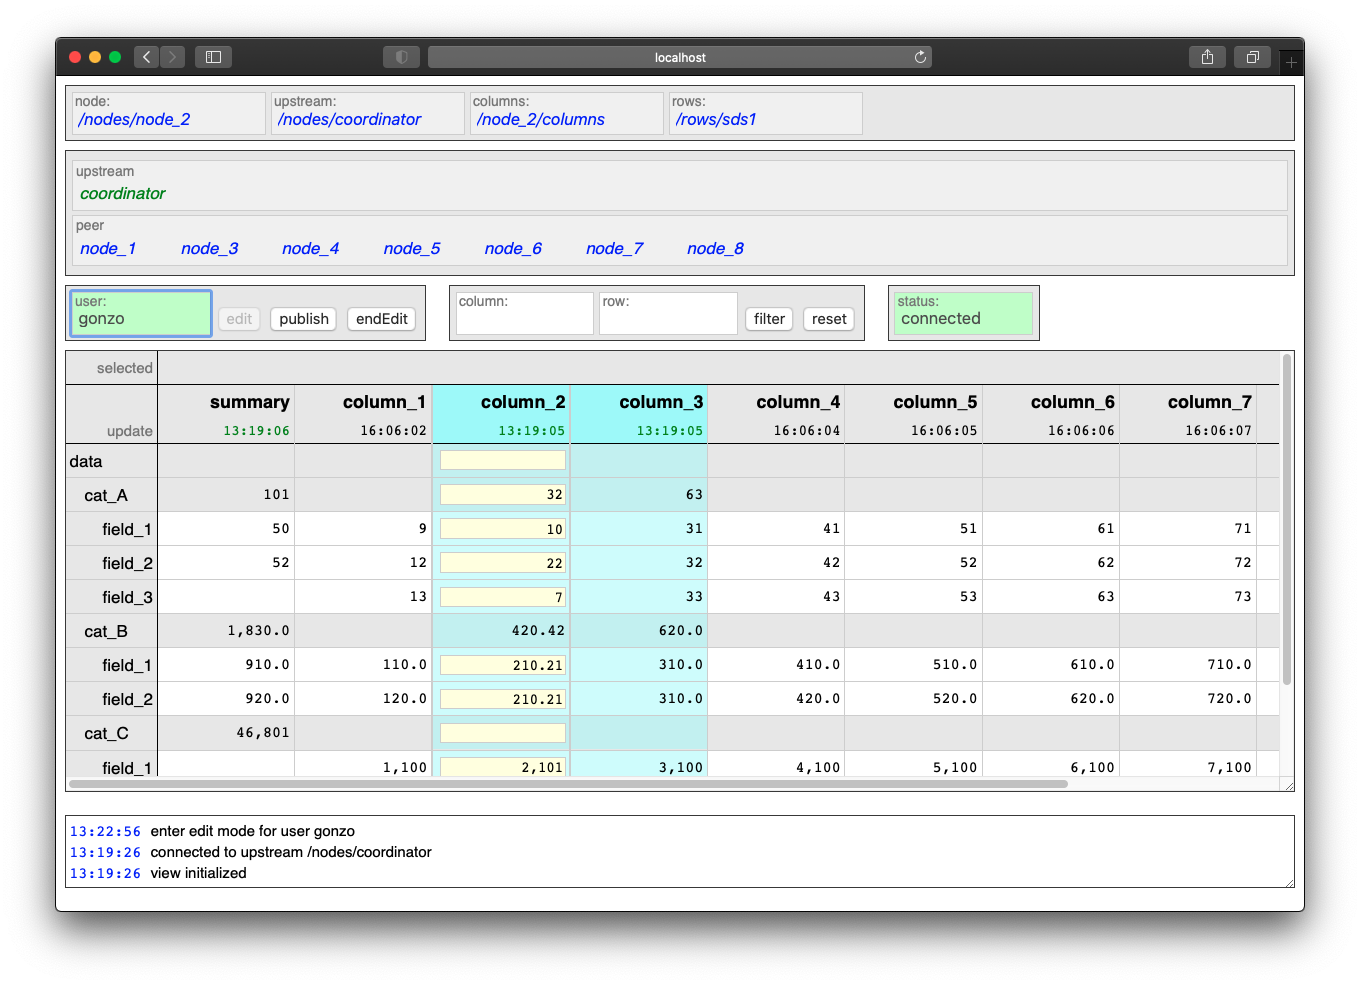 localhost
node: upstream: columns: rows:
/nodes/node_2 /nodes/coordinator /node_2/columns /rows/sds1
upstream
coordinator
peer
node_1 node_3 node_4 node_5 node_6 node_7 node_8
user: column: row: status:
gonzo edit publish endEdit filter reset connected
selected
summary column_1 column_2 column_3 column_4 column_5 column_6 column_7
update 13:19:06 16:06:02 13:19:05 13:19:05 16:06:04 16:06:05 16:06:06 16:06:07
data
cat_A 101 32 63
field_1 50 9 10 31 41 51 61 71
field_2 52 12 22 32 42 52 62 72
field_3 13 7 33 43 53 63 73
cat_B 1,830.0 420.42 620.0
field_1 910.0 110.0 210.21 310.0 410.0 510.0 610.0 710.0
field_2 920.0 120.0 210.21 310.0 420.0 520.0 620.0 720.0
cat_C 46,801
field_1 1,100 2,101 3,100 4,100 5,100 6,100 7,100
13:22:56 enter edit mode for user gonzo
13:19:26 connected to upstream /nodes/coordinator
13:19:26 view initialized